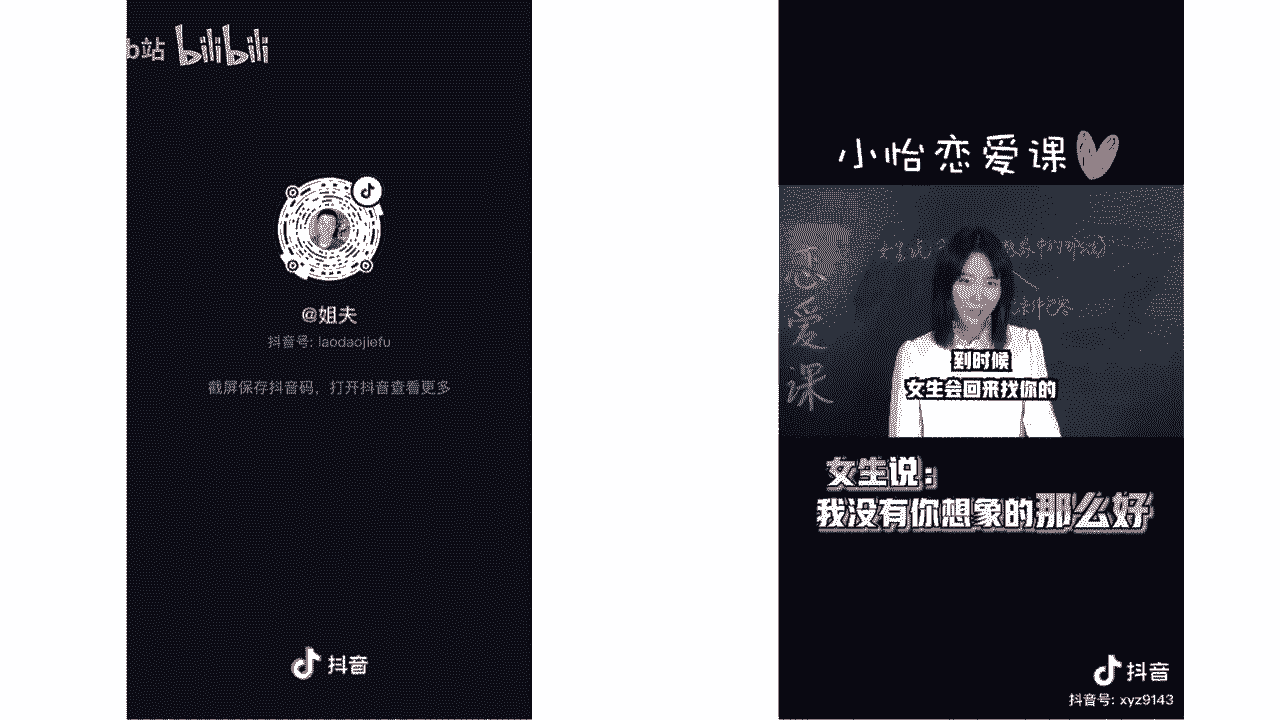 b站 bilibili
@姐夫
抖音号: laodaojiefu
截屏保存抖音码，打开抖音查看更多
抖音
小怡恋爱课
恋爱课
到时候
女生会回来找你的
女生说：
我没有你想象的那么好
抖音
抖音号: xyz9143